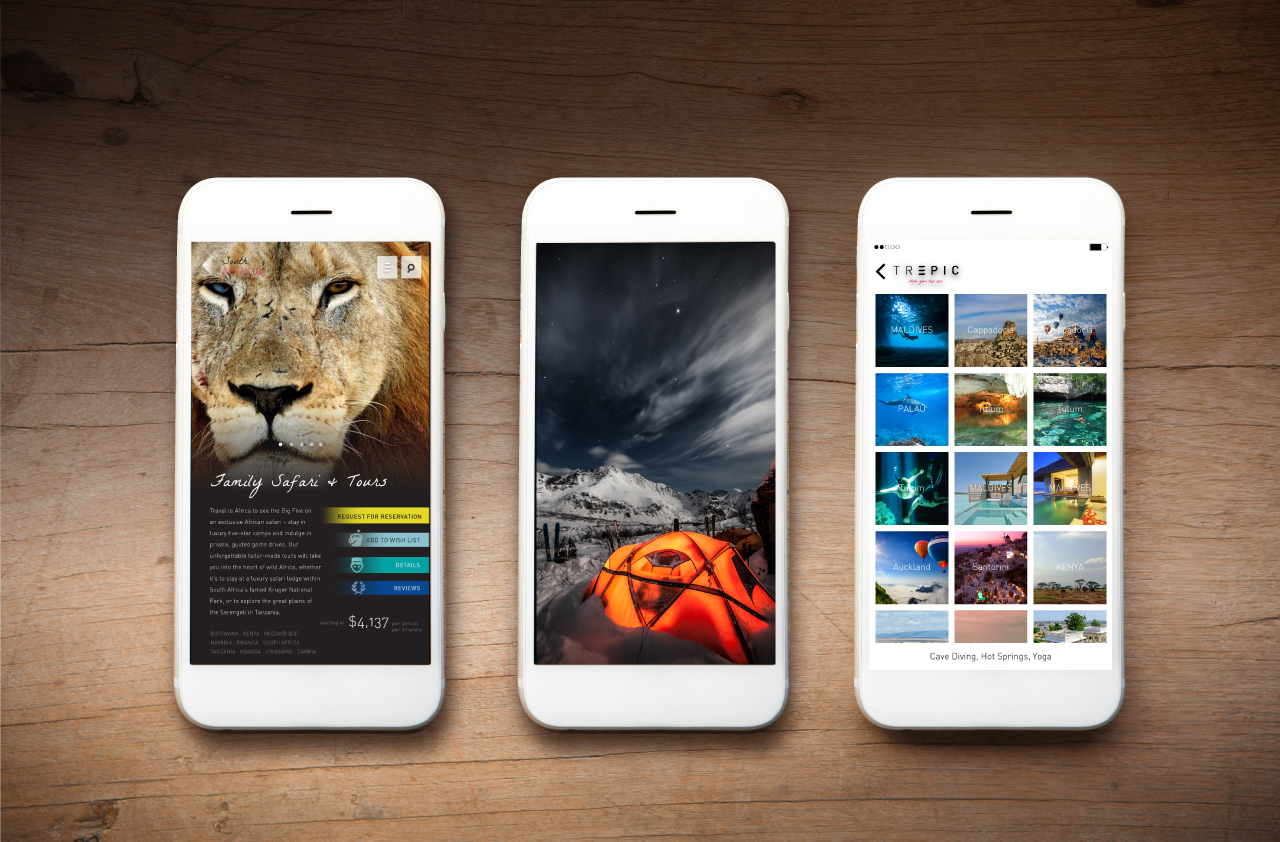 South
Family Safari & Tours
Travel to Africa to see the Big Five on
an exclusive African safari – stay in
luxury five-star camps and indulge in
private, guided game drives. Our
unforgettable tailor-made tours will take
you into the heart of wild Africa, whether
it's to stay at a luxury safari lodge within
South Africa's famed Kruger National
Park, or to explore the great plains of
the Serengeti in Tanzania.
BOTSWANA . KENYA . MOZAMBIQUE
NAMIBIA . RWANDA . SOUTH AFRICA
TANZANIA . UGANDA . ZIMBABWE . ZAMBIA
REQUEST FOR RESERVATION
ADD TO WISH LIST
DETAILS
REVIEWS
starting at $4,137 per person
per itinerary
TREPIC
MALDIVES Cappadocia Cappadocia
PALAU Tulum Tulum
Tulum MALDIVES MALDIVES
Auckland Santorini KENYA
Cave Diving, Hot Springs, Yoga